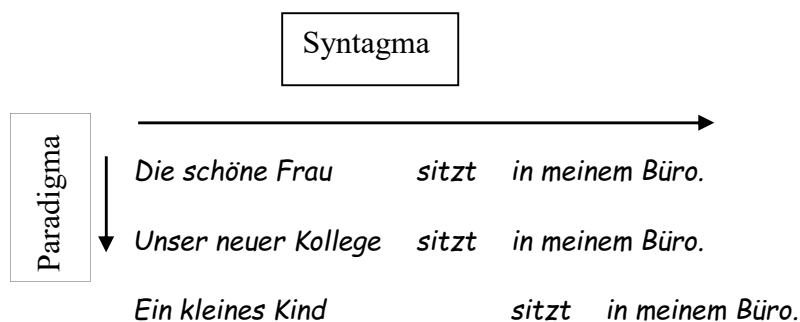 Syntagma
Paradigma
Die schöne Frau sitzt in meinem Büro.
Unser neuer Kollege sitzt in meinem Büro.
Ein kleines Kind sitzt in meinem Büro.